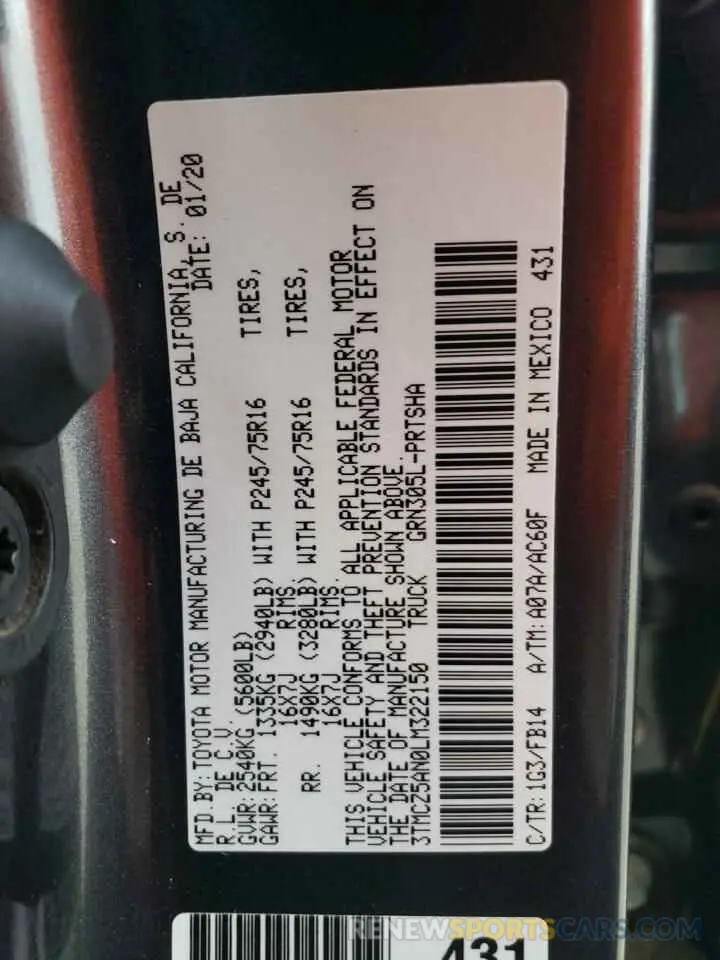 MFD.BY:TOYOTA MOTOR MANUFACTURING DE BAJA CALIFORNIA, S. DE
R.L. DE C.V. DATE: 01/20
GVWR:2540KG (5600LB)
GAWR:FRT. 1335KG (2940LB) WITH P245/75R16 TIRES,
16X7J RIMS.
RR. 1490KG (3280LB) WITH P245/75R16 TIRES,
16X7J RIMS.
THIS VEHICLE CONFORMS TO ALL APPLICABLE FEDERAL MOTOR
VEHICLE SAFETY AND THEFT PREVENTION STANDARDS IN EFFECT ON
THE DATE OF MANUFACTURE SHOWN ABOVE.
3TMCZ5AN0LM322150 TRUCK GRN305L-PRTSHA
C/TR:1G3/FB14 A/TM:A07A/AC60F MADE IN MEXICO 431
431
RENEWSPORTSCARS.COM